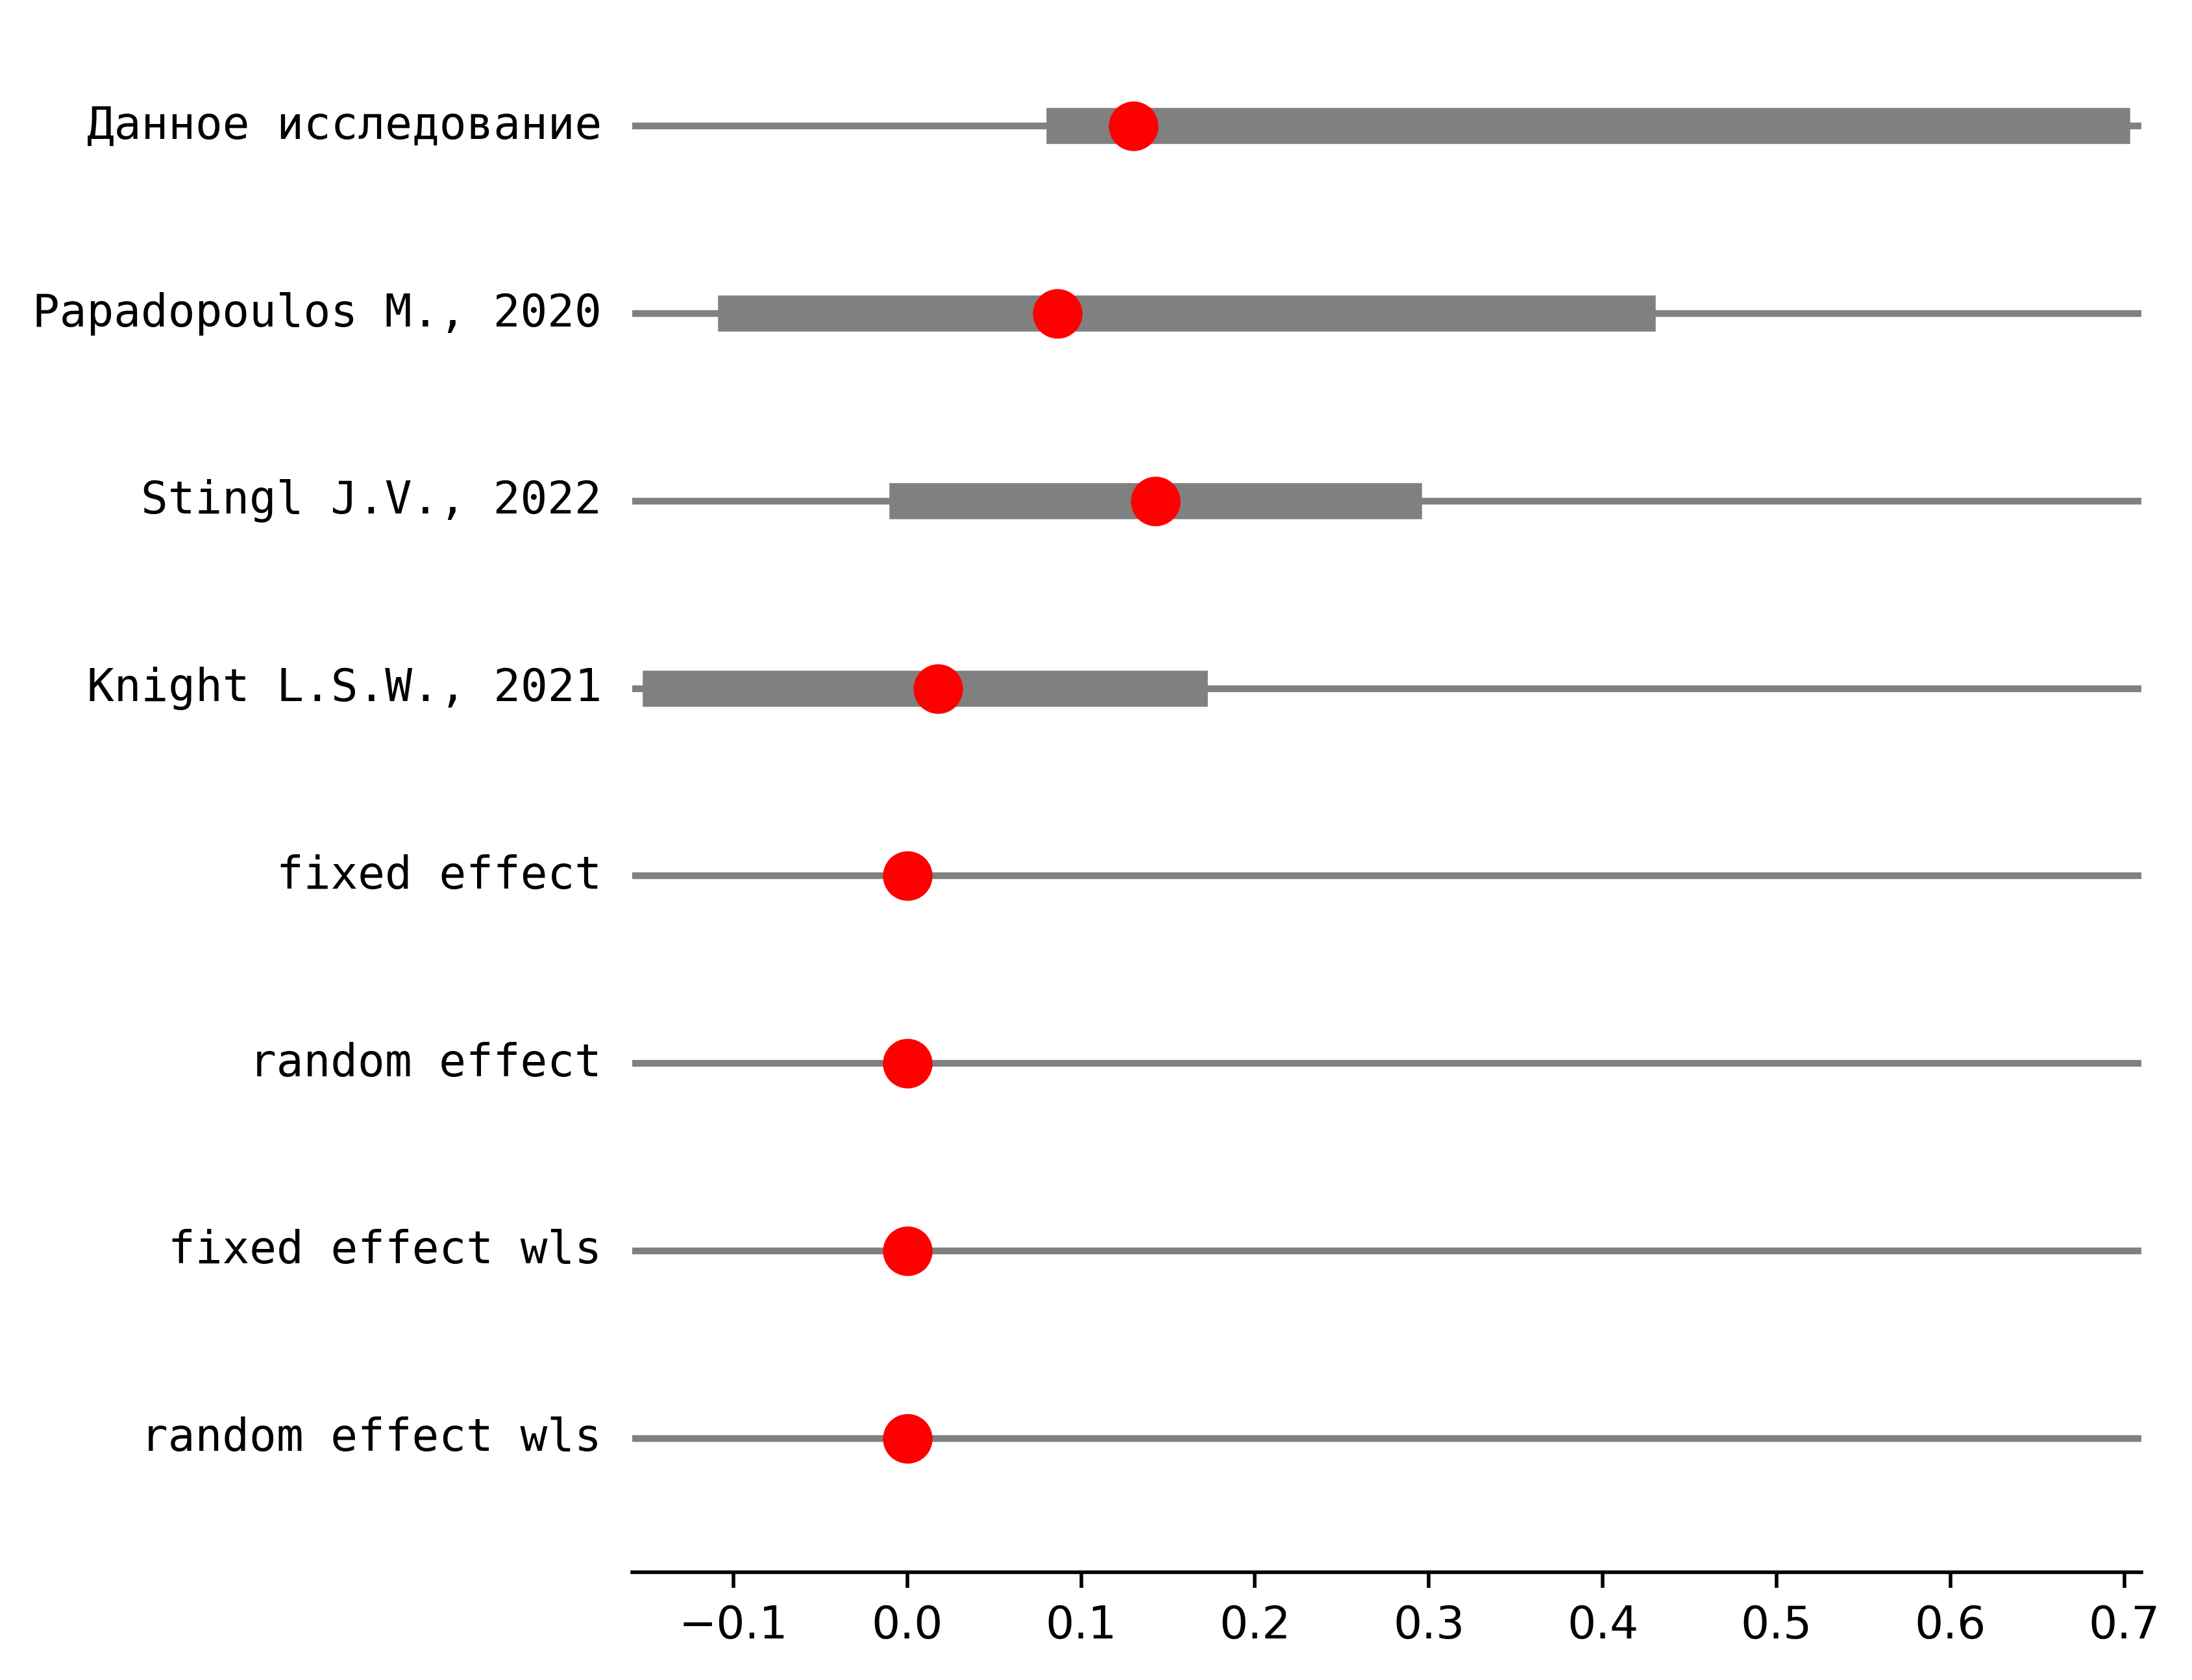 Данное исследование
Papadopoulos M., 2020
Stingl J.V., 2022
Knight L.S.W., 2021
fixed effect
random effect
fixed effect wls
random effect wls
−0.1 0.0 0.1 0.2 0.3 0.4 0.5 0.6 0.7